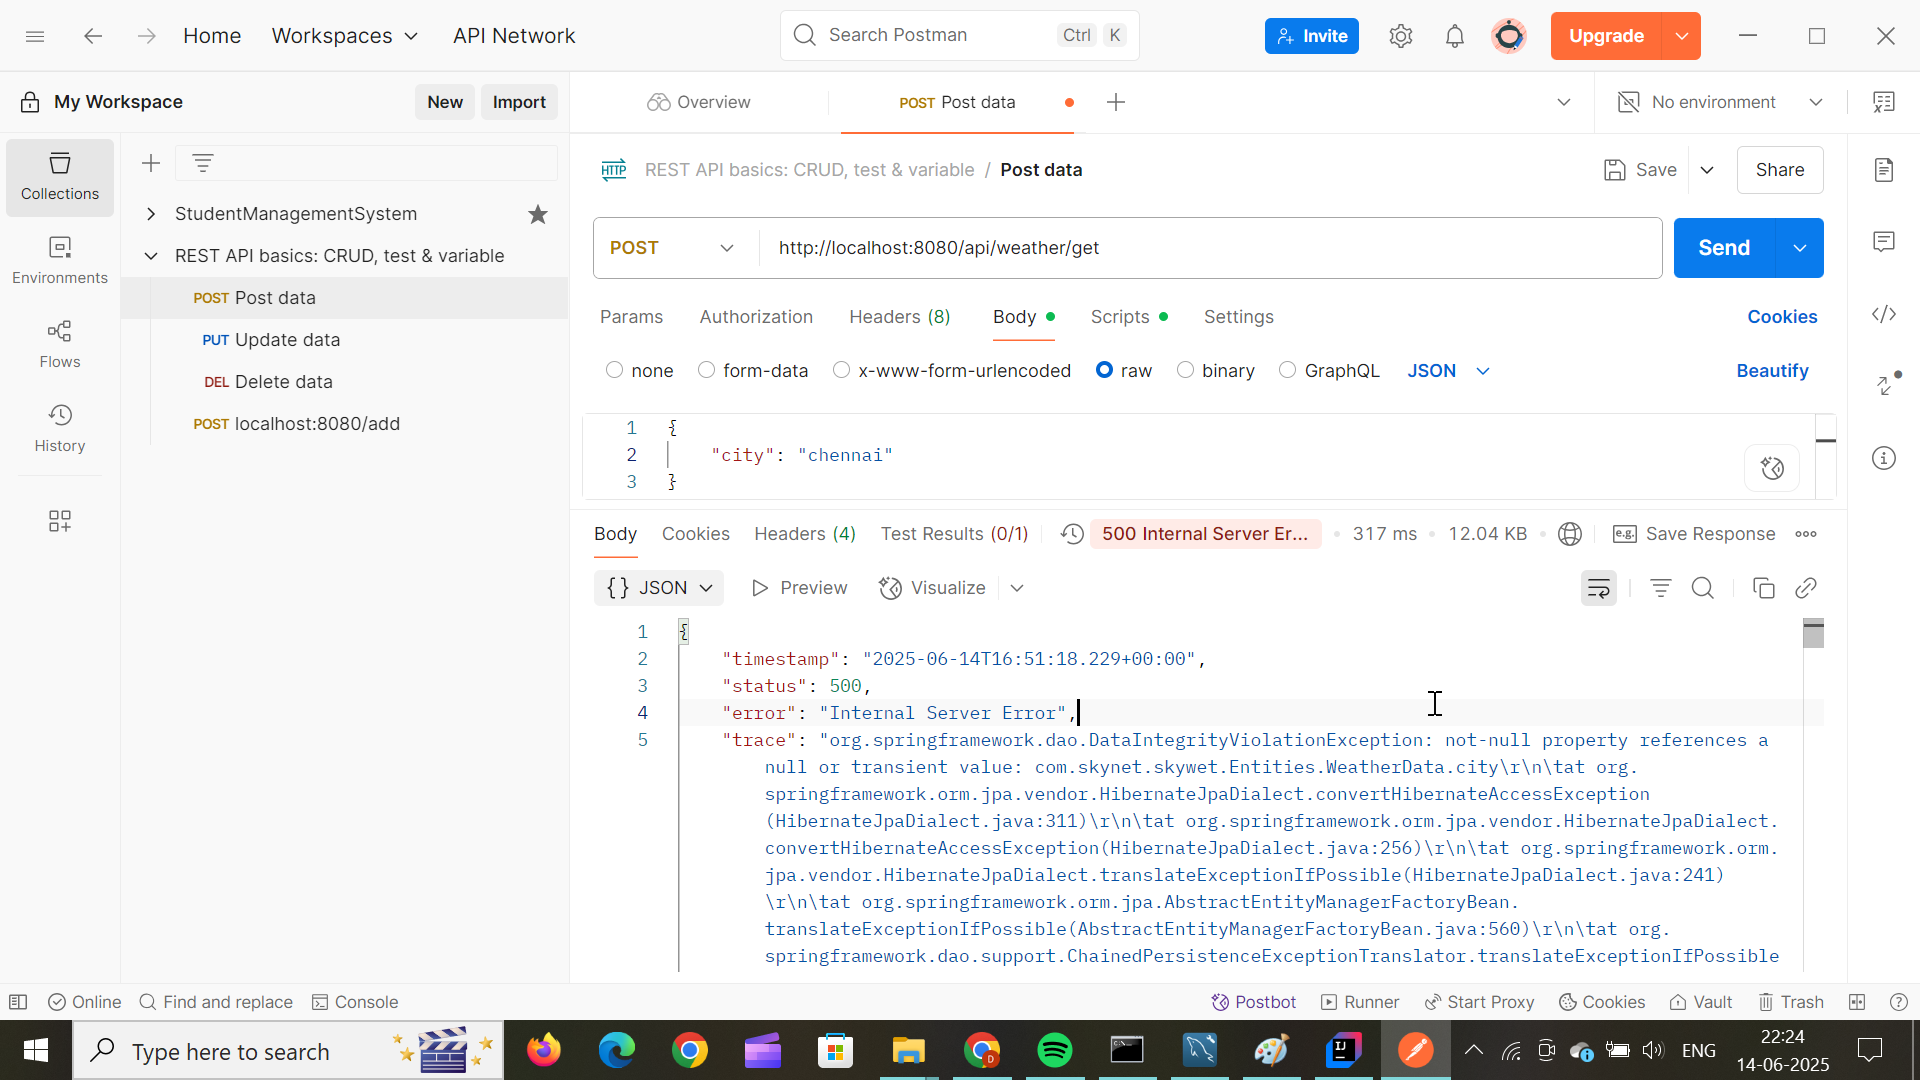 Home
Workspaces
API Network
Search Postman
Ctrl K
Invite
Upgrade
My Workspace
New
Import
Overview
POST Post data
No environment
Collections
Environments
Flows
History
StudentManagementSystem
REST API basics: CRUD, test & variable
POST Post data
PUT Update data
DEL Delete data
POST localhost:8080/add
HTTP
REST API basics: CRUD, test & variable / Post data
Save
Share
POST
http://localhost:8080/api/weather/get
Send
Params
Authorization
Headers (8)
Body
Scripts
Settings
Cookies
none
form-data
x-www-form-urlencoded
raw
binary
GraphQL
JSON
Beautify
1 {
2 "city": "chennai"
3 }
Body
Cookies
Headers (4)
Test Results (0/1)
500 Internal Server Er...
317 ms
12.04 KB
e.g.
Save Response
{} JSON
Preview
Visualize
1 {
2 "timestamp": "2025-06-14T16:51:18.229+00:00",
3 "status": 500,
4 "error": "Internal Server Error",
5 "trace": "org.springframework.dao.DataIntegrityViolationException: not-null property references a
null or transient value: com.skynet.skywet.Entities.WeatherData.city\r\n\tat org.
springframework.orm.jpa.vendor.HibernateJpaDialect.convertHibernateAccessException
(HibernateJpaDialect.java:311)\r\n\tat org.springframework.orm.jpa.vendor.HibernateJpaDialect.
convertHibernateAccessException(HibernateJpaDialect.java:256)\r\n\tat org.springframework.orm.
jpa.vendor.HibernateJpaDialect.translateExceptionIfPossible(HibernateJpaDialect.java:241)
\r\n\tat org.springframework.orm.jpa.AbstractEntityManagerFactoryBean.
translateExceptionIfPossible(AbstractEntityManagerFactoryBean.java:560)\r\n\tat org.
springframework.dao.support.ChainedPersistenceExceptionTranslator.translateExceptionIfPossible
Online
Find and replace
Console
Postbot
Runner
Start Proxy
Cookies
Vault
Trash
Type here to search
D
IJ
ENG
22:24
14-06-2025